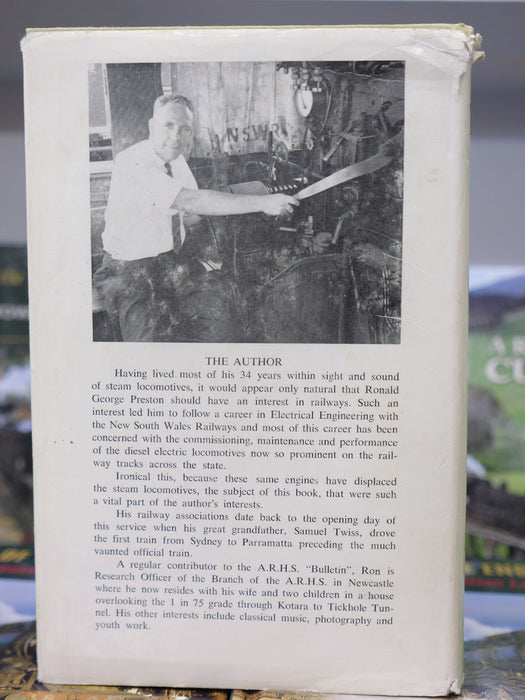 NSWR
THE AUTHOR
Having lived most of his 34 years within sight and sound
of steam locomotives, it would appear only natural that Ronald
George Preston should have an interest in railways. Such an
interest led him to follow a career in Electrical Engineering with
the New South Wales Railways and most of this career has been
concerned with the commissioning, maintenance and performance
of the diesel electric locomotives now so prominent on the rail-
way tracks across the state.
Ironical this, because these same engines have displaced
the steam locomotives, the subject of this book, that were such
a vital part of the author's interests.
His railway associations date back to the opening day of
this service when his great grandfather, Samuel Twiss, drove
the first train from Sydney to Parramatta preceding the much
vaunted official train.
A regular contributor to the A.R.H.S. "Bulletin", Ron is
Research Officer of the Branch of the A.R.H.S. in Newcastle
where he now resides with his wife and two children in a house
overlooking the 1 in 75 grade through Kotara to Tickhole Tun-
nel. His other interests include classical music, photography and
youth work.